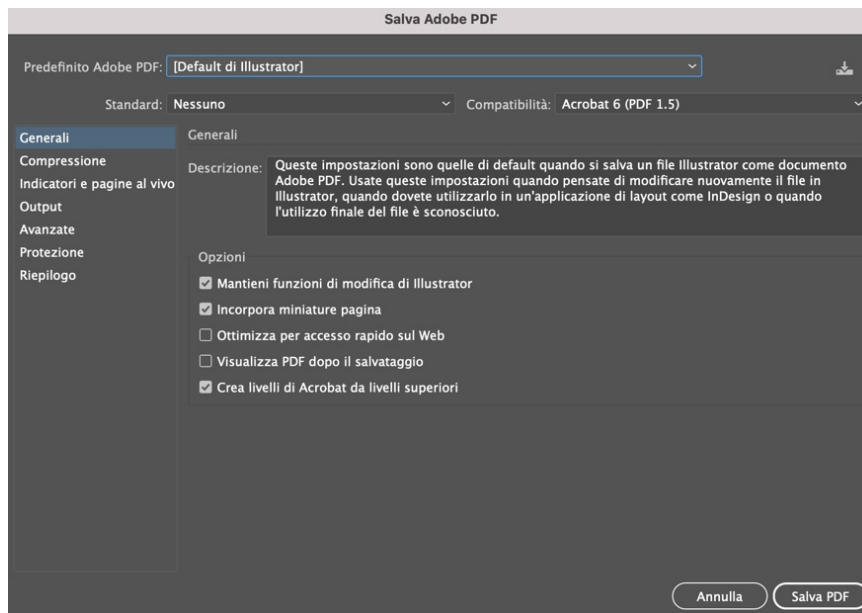 Salva Adobe PDF
Predefinito Adobe PDF: [Default di Illustrator]
Standard: Nessuno Compatibilità: Acrobat 6 (PDF 1.5)
Generali
Compressione
Indicatori e pagine al vivo
Output
Avanzate
Protezione
Riepilogo
Generali
Descrizione: Queste impostazioni sono quelle di default quando si salva un file Illustrator come documento
Adobe PDF. Usate queste impostazioni quando pensate di modificare nuovamente il file in
Illustrator, quando dovete utilizzarlo in un'applicazione di layout come InDesign o quando
l'utilizzo finale del file è sconosciuto.
Opzioni
Mantieni funzioni di modifica di Illustrator
Incorpora miniature pagina
Ottimizza per accesso rapido sul Web
Visualizza PDF dopo il salvataggio
Crea livelli di Acrobat da livelli superiori
Annulla Salva PDF